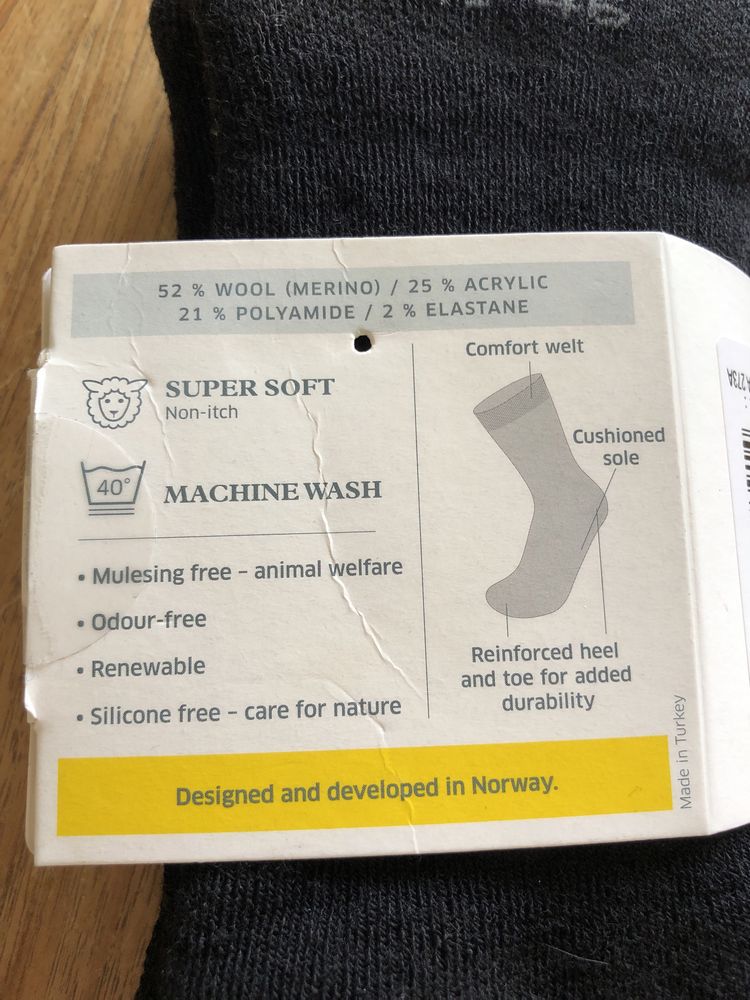 52 % WOOL (MERINO) / 25 % ACRYLIC
21 % POLYAMIDE / 2 % ELASTANE
SUPER SOFT
Non-itch
40°
MACHINE WASH
• Mulesing free – animal welfare
• Odour-free
• Renewable
• Silicone free – care for nature
Comfort welt
Cushioned
sole
Reinforced heel
and toe for added
durability
Made in Turkey
Designed and developed in Norway.